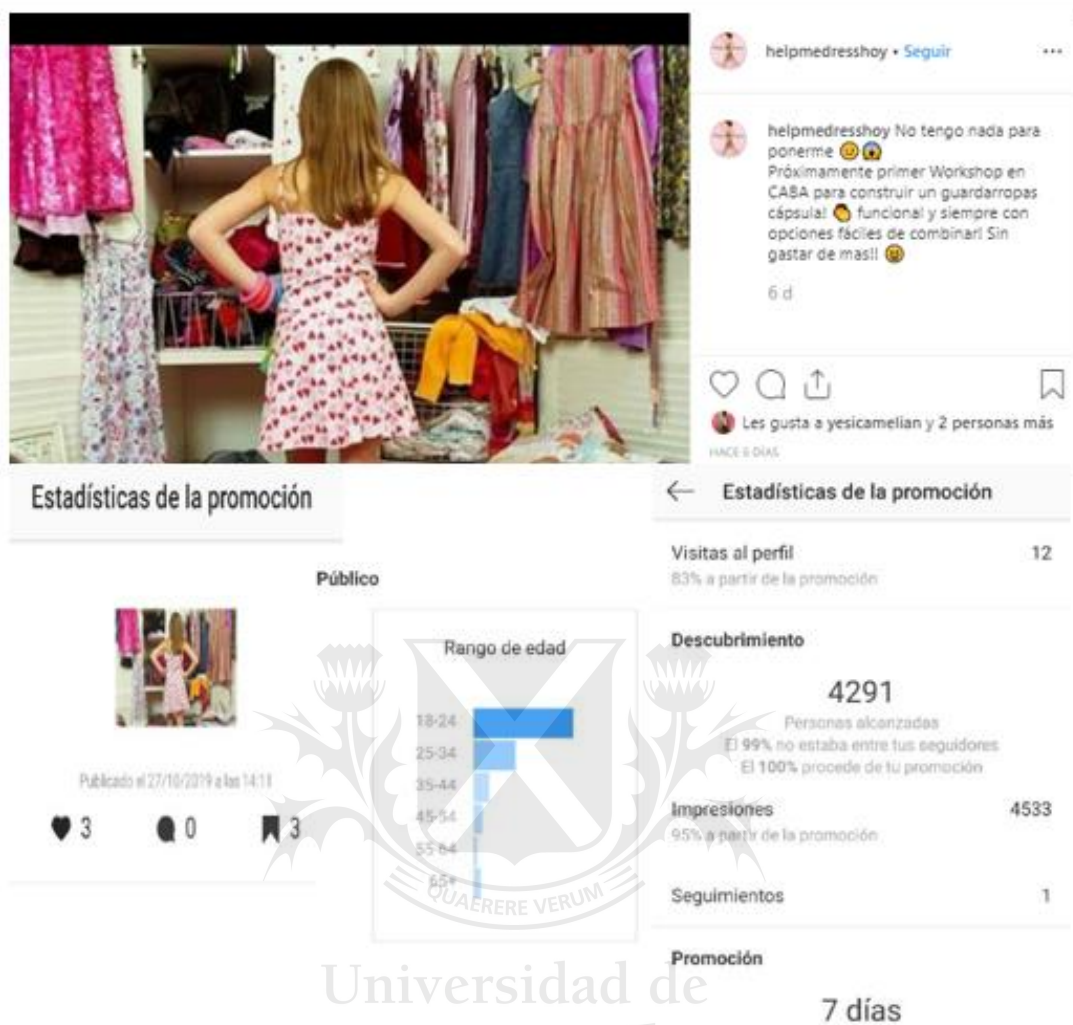 helpmedresshoy • Seguir
helpmedresshoy No tengo nada para
ponerme 😐😱
Próximamente primer Workshop en
CABA para construir un guardarropas
cápsula! 👏 funcional y siempre con
opciones fáciles de combinar! Sin
gastar de mas!! 😄
6 d
Les gusta a yesicamelian y 2 personas más
HACE 6 DÍAS
Estadísticas de la promoción
Publicado el 27/10/2019 a las 14:11
3 0 3
Público
Rango de edad
18-24
25-34
35-44
45-54
55-64
65+
Estadísticas de la promoción
Visitas al perfil 12
83% a partir de la promoción
Descubrimiento
4291
Personas alcanzadas
El 99% no estaba entre tus seguidores
El 100% procede de tu promoción
Impresiones 4533
95% a partir de la promoción
Seguimientos 1
Promoción
7 días
QUAERERE VERUM
Universidad de